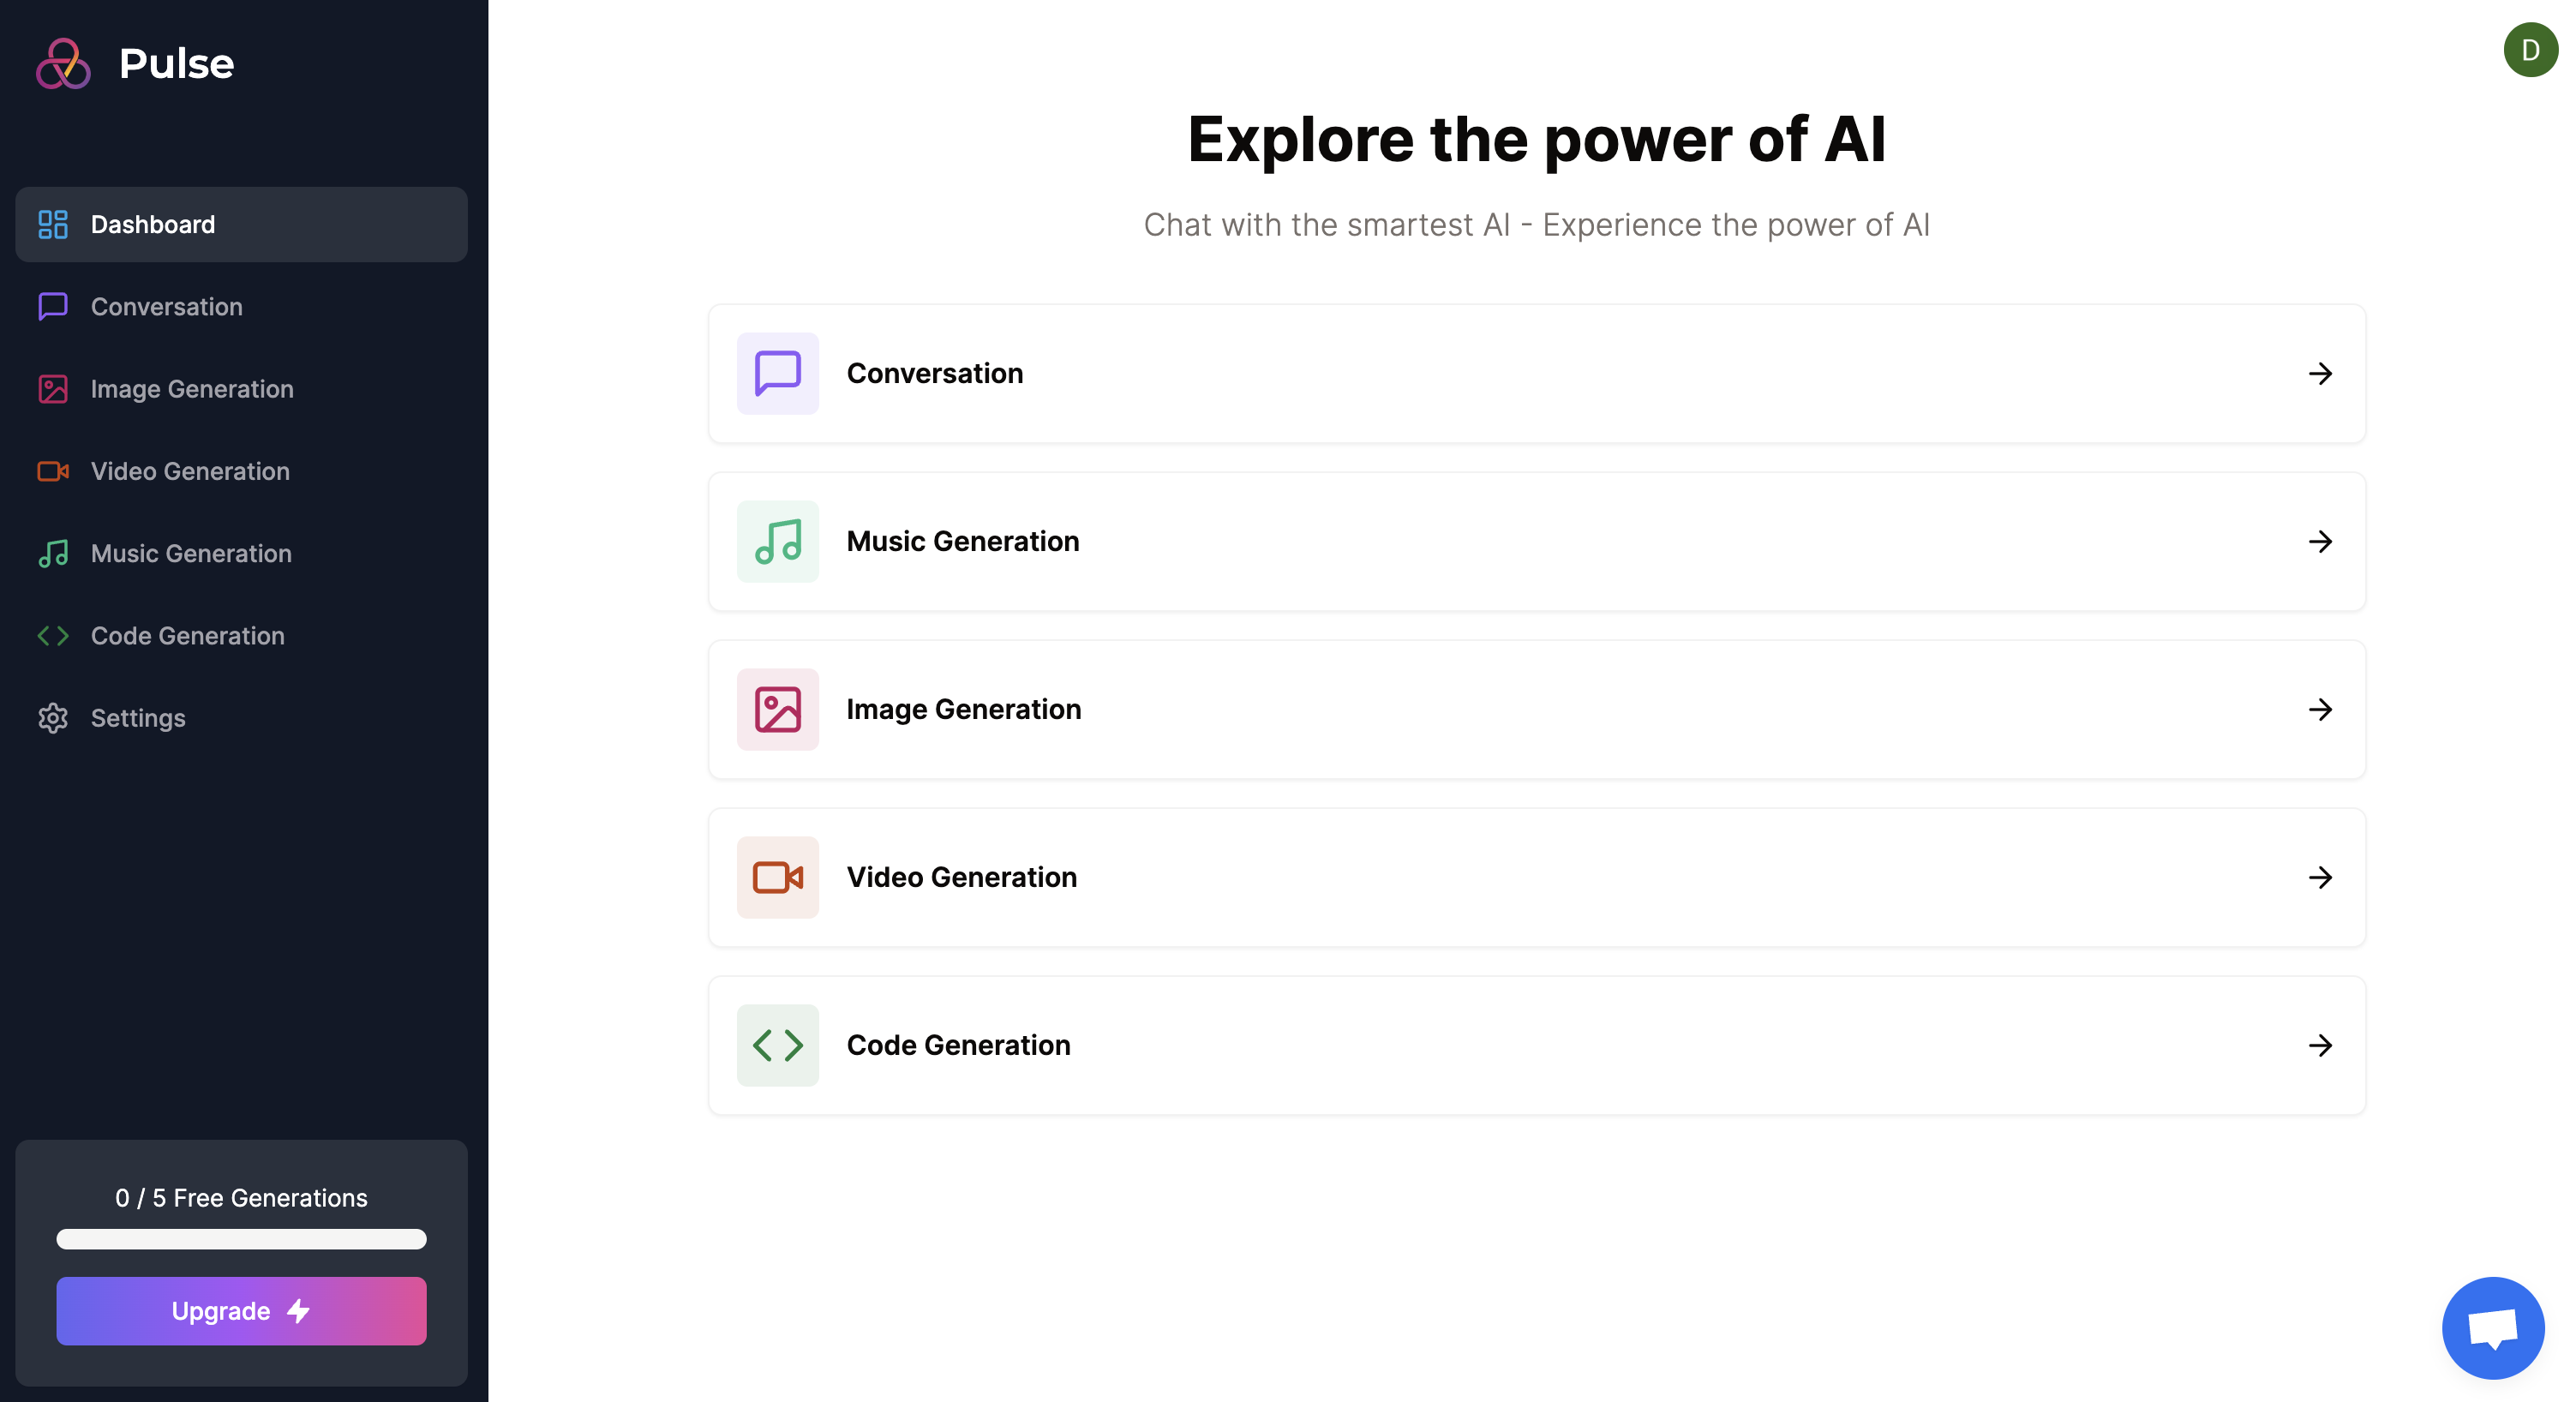 Pulse
Dashboard
Conversation
Image Generation
Video Generation
Music Generation
Code Generation
Settings
0 / 5 Free Generations
Upgrade
D
Explore the power of AI
Chat with the smartest AI - Experience the power of AI
Conversation
Music Generation
Image Generation
Video Generation
Code Generation